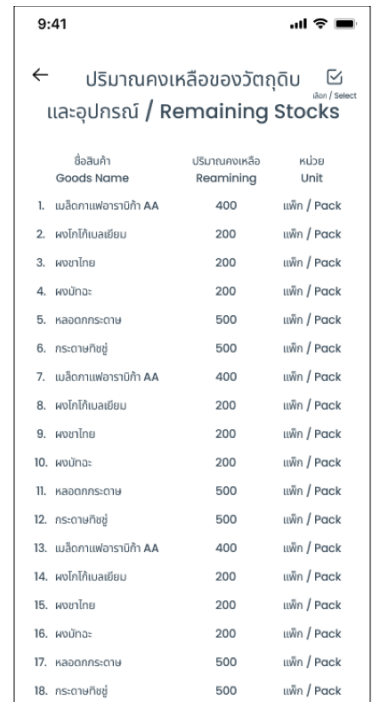 9:41
ปริมาณคงเหลือของวัตถุดิบ
เลือก / Select
และอุปกรณ์ / Remaining Stocks
ชื่อสินค้า ปริมาณคงเหลือ หน่วย
Goods Name Reamining Unit
1. เมล็ดกาแฟอาราบิก้า AA 400 แพ็ก / Pack
2. ผงโกโก้เบลเยียม 200 แพ็ก / Pack
3. ผงชาไทย 200 แพ็ก / Pack
4. ผงมัทฉะ 200 แพ็ก / Pack
5. หลอดกกระดาษ 500 แพ็ก / Pack
6. กระดาษทิชชู่ 500 แพ็ก / Pack
7. เมล็ดกาแฟอาราบิก้า AA 400 แพ็ก / Pack
8. ผงโกโก้เบลเยียม 200 แพ็ก / Pack
9. ผงชาไทย 200 แพ็ก / Pack
10. ผงมัทฉะ 200 แพ็ก / Pack
11. หลอดกกระดาษ 500 แพ็ก / Pack
12. กระดาษทิชชู่ 500 แพ็ก / Pack
13. เมล็ดกาแฟอาราบิก้า AA 400 แพ็ก / Pack
14. ผงโกโก้เบลเยียม 200 แพ็ก / Pack
15. ผงชาไทย 200 แพ็ก / Pack
16. ผงมัทฉะ 200 แพ็ก / Pack
17. หลอดกกระดาษ 500 แพ็ก / Pack
18. กระดาษทิชชู่ 500 แพ็ก / Pack